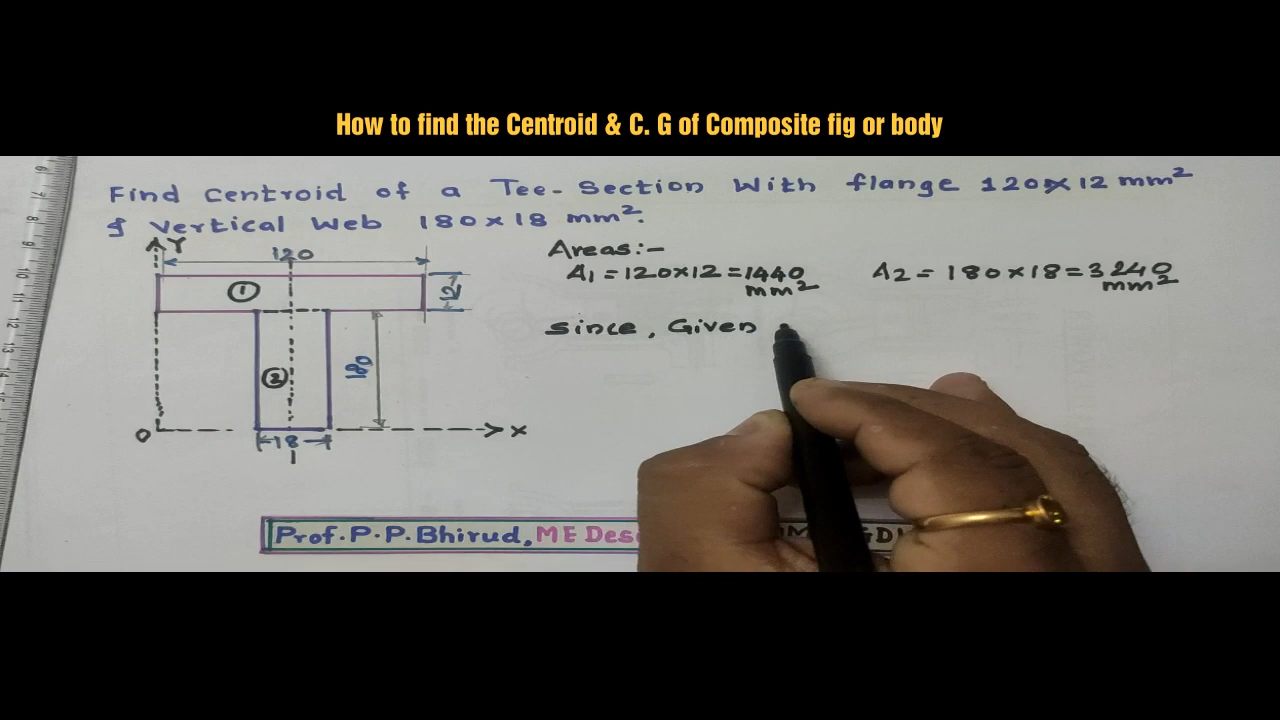 How to find the Centroid & C. G of Composite fig or body
Find centroid of a Tee-Section With flange 120×12 mm²
& vertical Web 180×18 mm².
Y
120
Areas:-
A1 = 120×12 = 1440 mm²
A2 = 180×18 = 3240 mm²
1
12
since, Given
2
180
O
18
X
Prof. P. P. Bhirud, ME Des